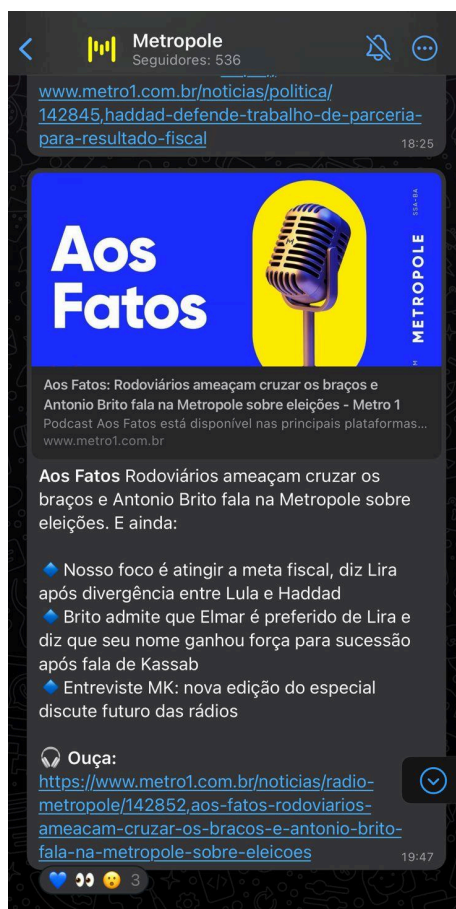 Metropole
Seguidores: 536
www.metro1.com.br/noticias/politica/
142845,haddad-defende-trabalho-de-parceria-
para-resultado-fiscal
18:25
Aos
Fatos
METROPOLE
SSA-BA
M
Aos Fatos: Rodoviários ameaçam cruzar os braços e
Antonio Brito fala na Metropole sobre eleições - Metro 1
Podcast Aos Fatos está disponível nas principais plataformas...
www.metro1.com.br
Aos Fatos Rodoviários ameaçam cruzar os
braços e Antonio Brito fala na Metropole sobre
eleições. E ainda:
🔹 Nosso foco é atingir a meta fiscal, diz Lira
após divergência entre Lula e Haddad
🔹 Brito admite que Elmar é preferido de Lira e
diz que seu nome ganhou força para sucessão
após fala de Kassab
🔹 Entreviste MK: nova edição do especial
discute futuro das rádios
🎧 Ouça:
https://www.metro1.com.br/noticias/radio-
metropole/142852,aos-fatos-rodoviarios-
ameacam-cruzar-os-bracos-e-antonio-brito-
fala-na-metropole-sobre-eleicoes
19:47
💙 👀 😮 3